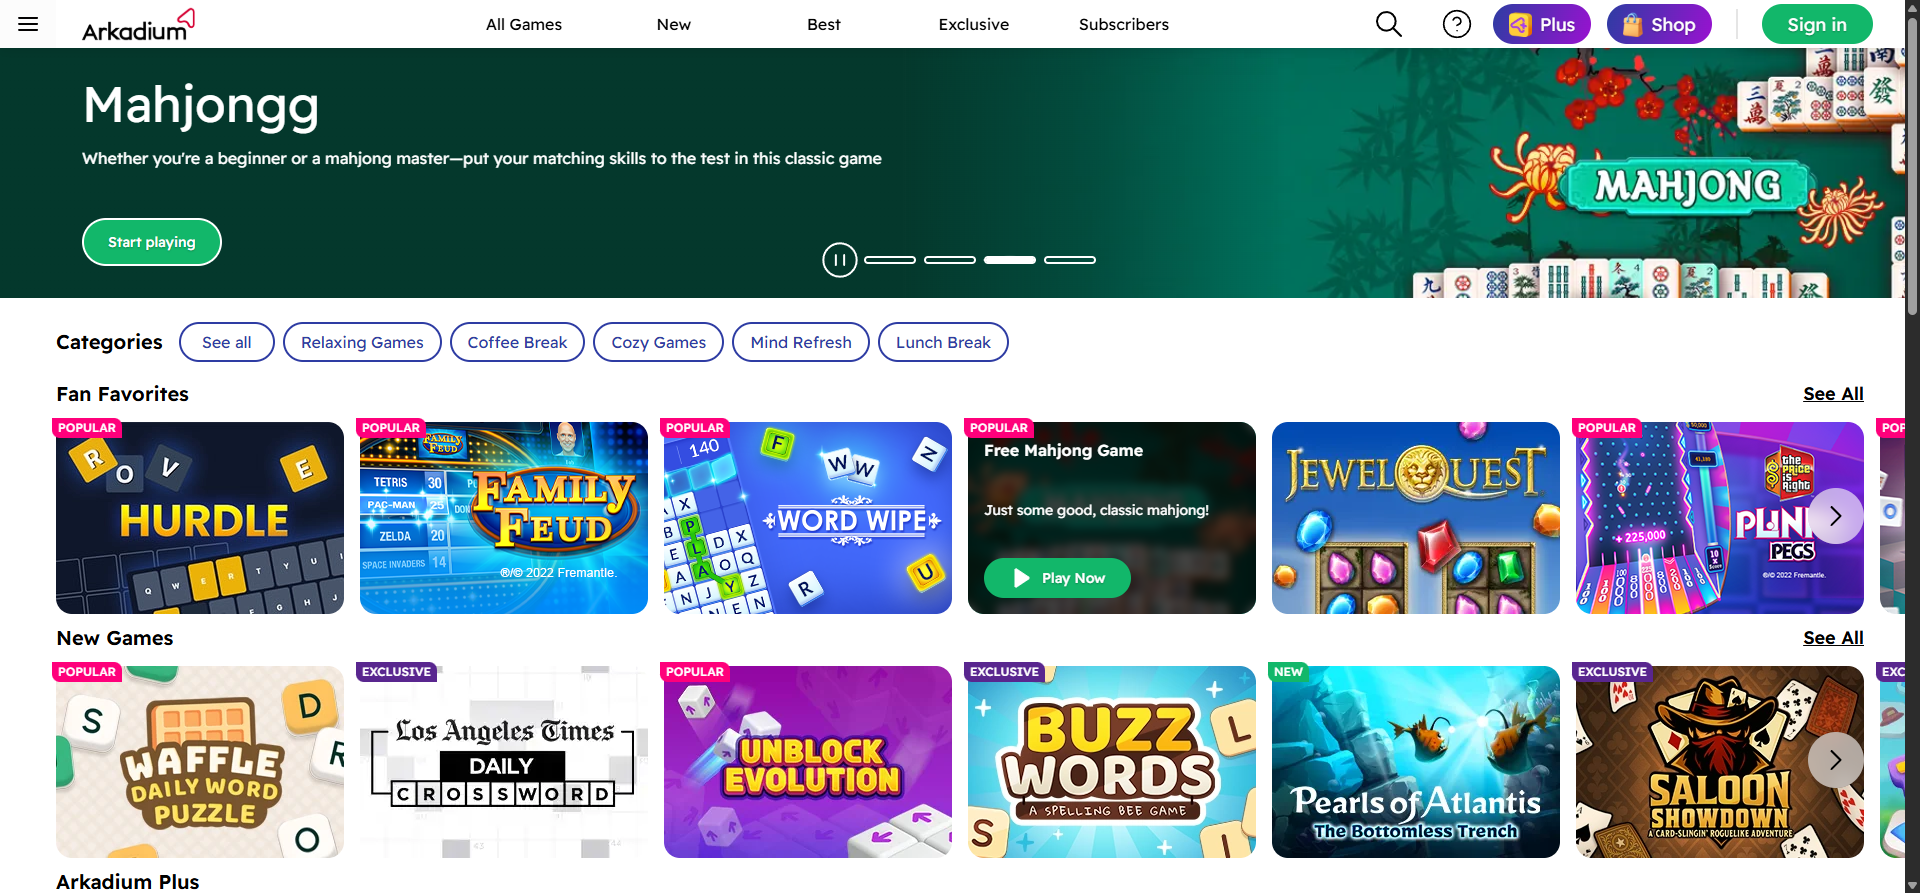 Arkadium
All Games
New
Best
Exclusive
Subscribers
Plus
Shop
Sign in
Mahjongg
Whether you're a beginner or a mahjong master—put your matching skills to the test in this classic game
Start playing
MAHJONG
Categories
See all
Relaxing Games
Coffee Break
Cozy Games
Mind Refresh
Lunch Break
Fan Favorites
See All
POPULAR
ROVE
HURDLE
POPULAR
FAMILY FEUD
TETRIS 30
PAC-MAN 25
ZELDA 20
SPACE INVADERS 14
FAMILY
FEUD
®/© 2022 Fremantle.
POPULAR
140
WORD WIPE
POPULAR
Free Mahjong Game
Just some good, classic mahjong!
Play Now
JEWEL QUEST
POPULAR
the
PRICE
is RIGHT
+ 225,000
PEGS
®/© 2022 Fremantle.
New Games
See All
POPULAR
WAFFLE
DAILY WORD
PUZZLE
EXCLUSIVE
Los Angeles Times
DAILY
CROSSWORD
POPULAR
UNBLOCK
EVOLUTION
EXCLUSIVE
BUZZ
WORDS
A SPELLING BEE GAME
NEW
Pearls of Atlantis
The Bottomless Trench
EXCLUSIVE
SALOON
SHOWDOWN
A CARD-SLINGIN' ROGUELIKE ADVENTURE
Arkadium Plus